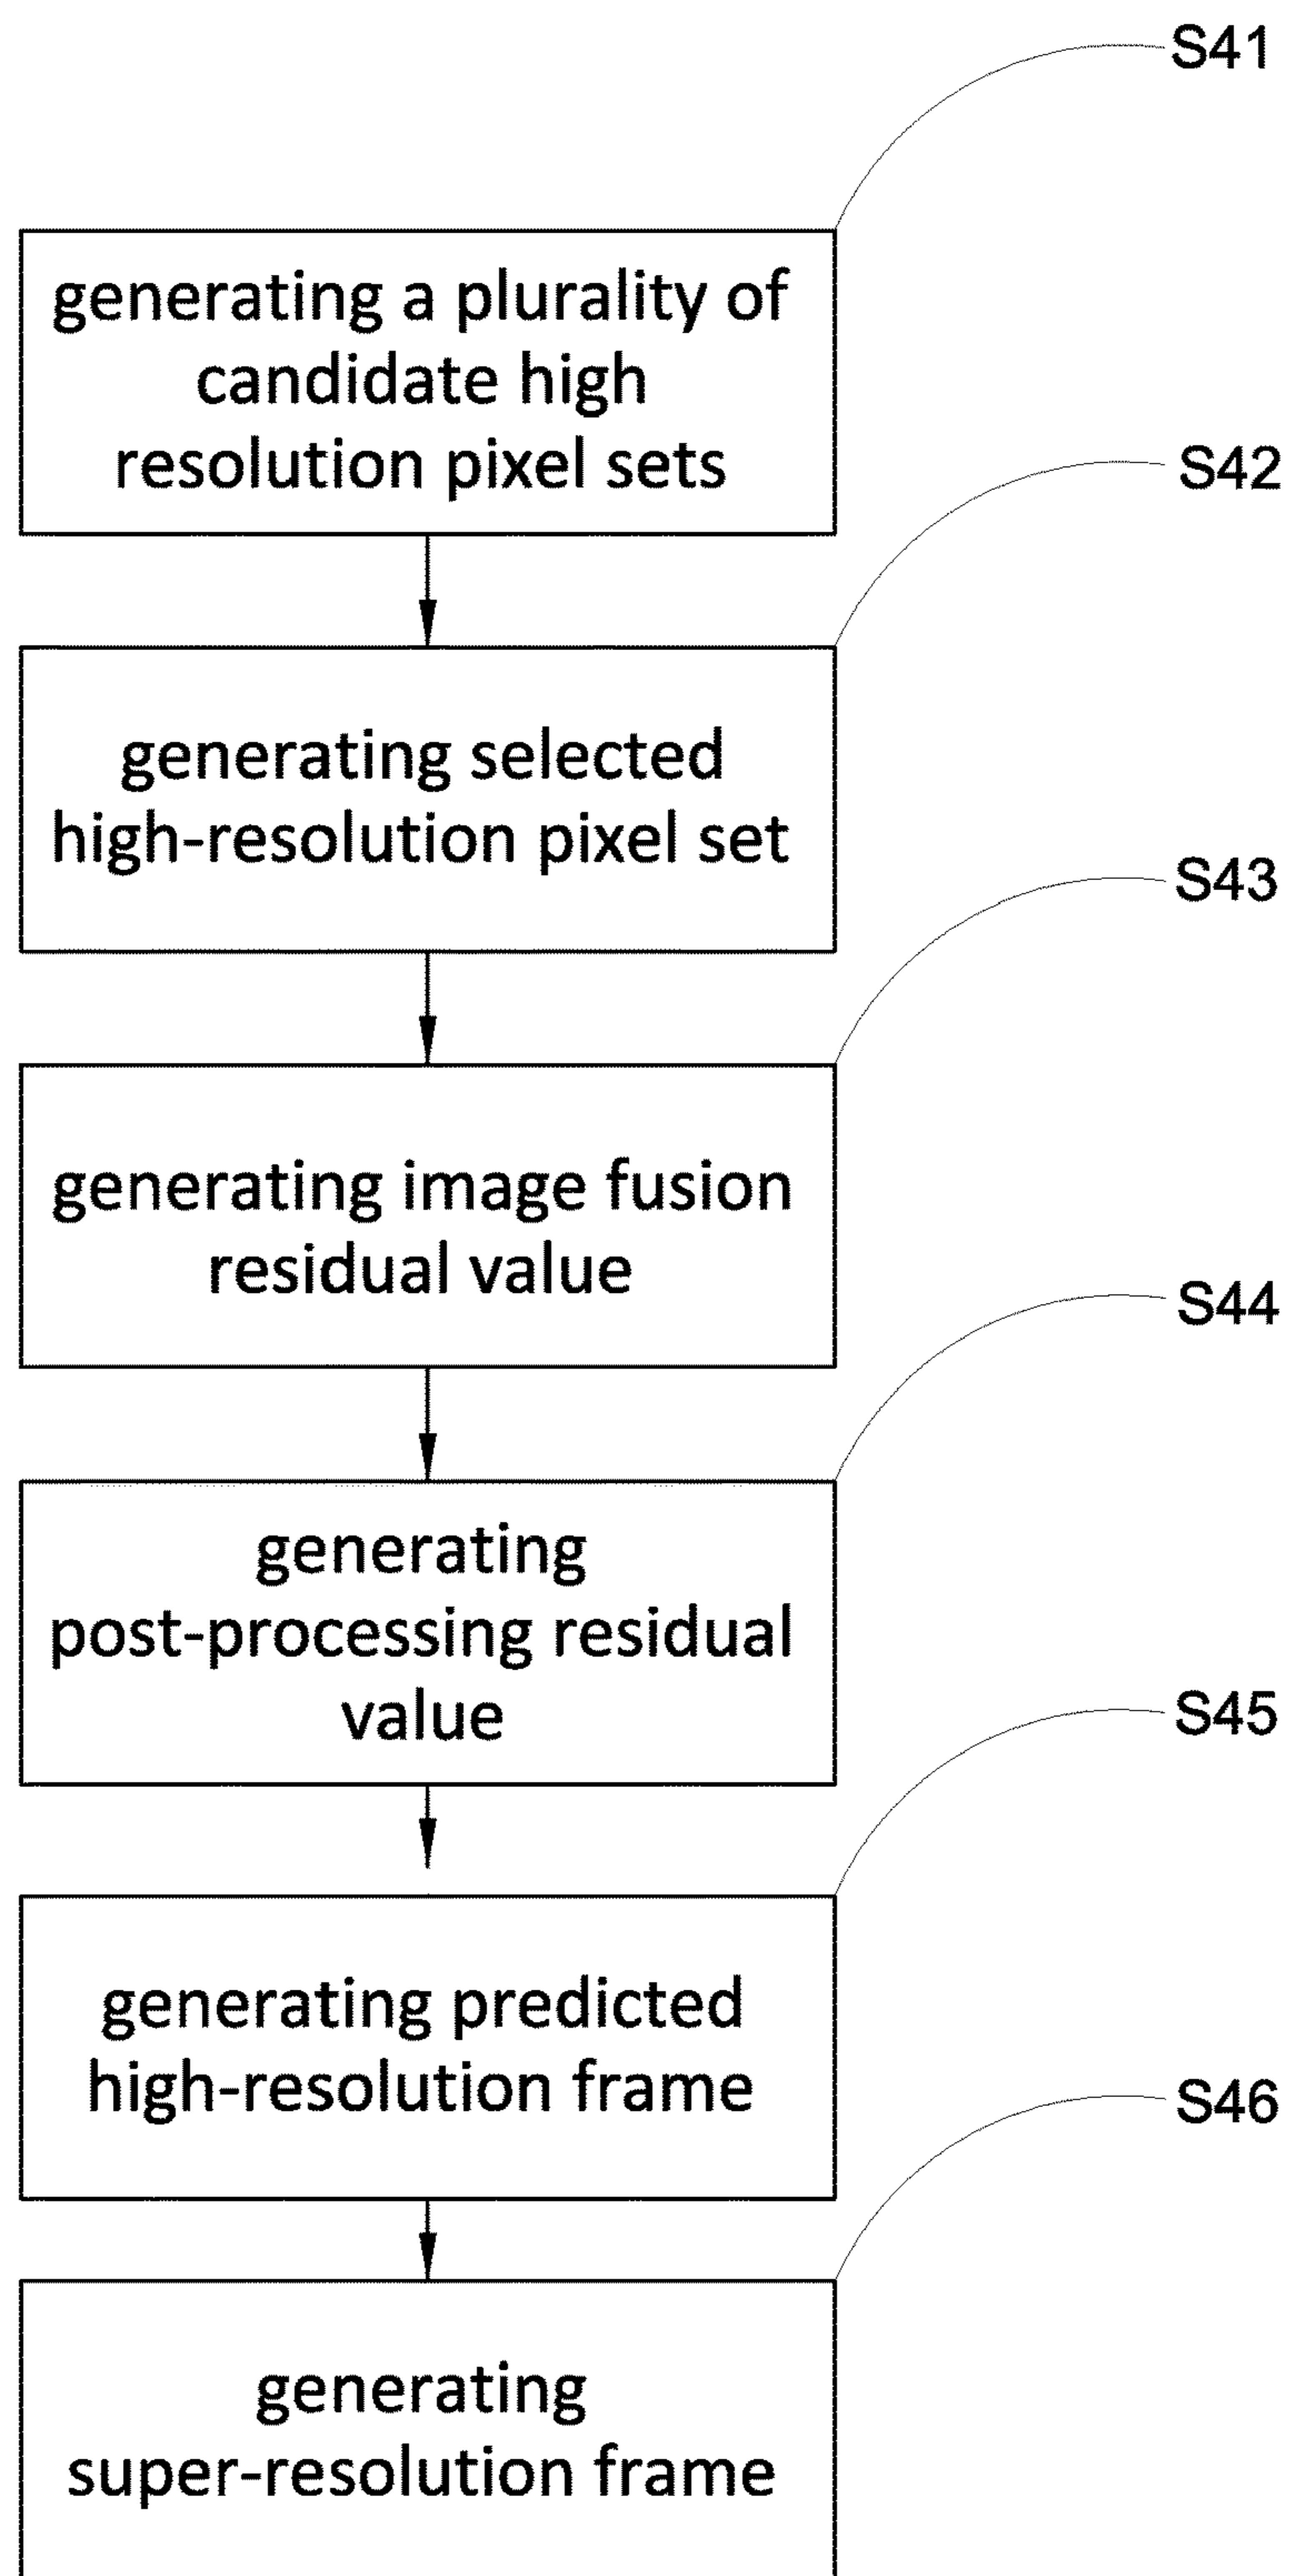 S41
generating a plurality of
candidate high
resolution pixel sets
S42
generating selected
high-resolution pixel set
S43
generating image fusion
residual value
S44
generating
post-processing residual
value
S45
generating predicted
high-resolution frame
S46
generating
super-resolution frame